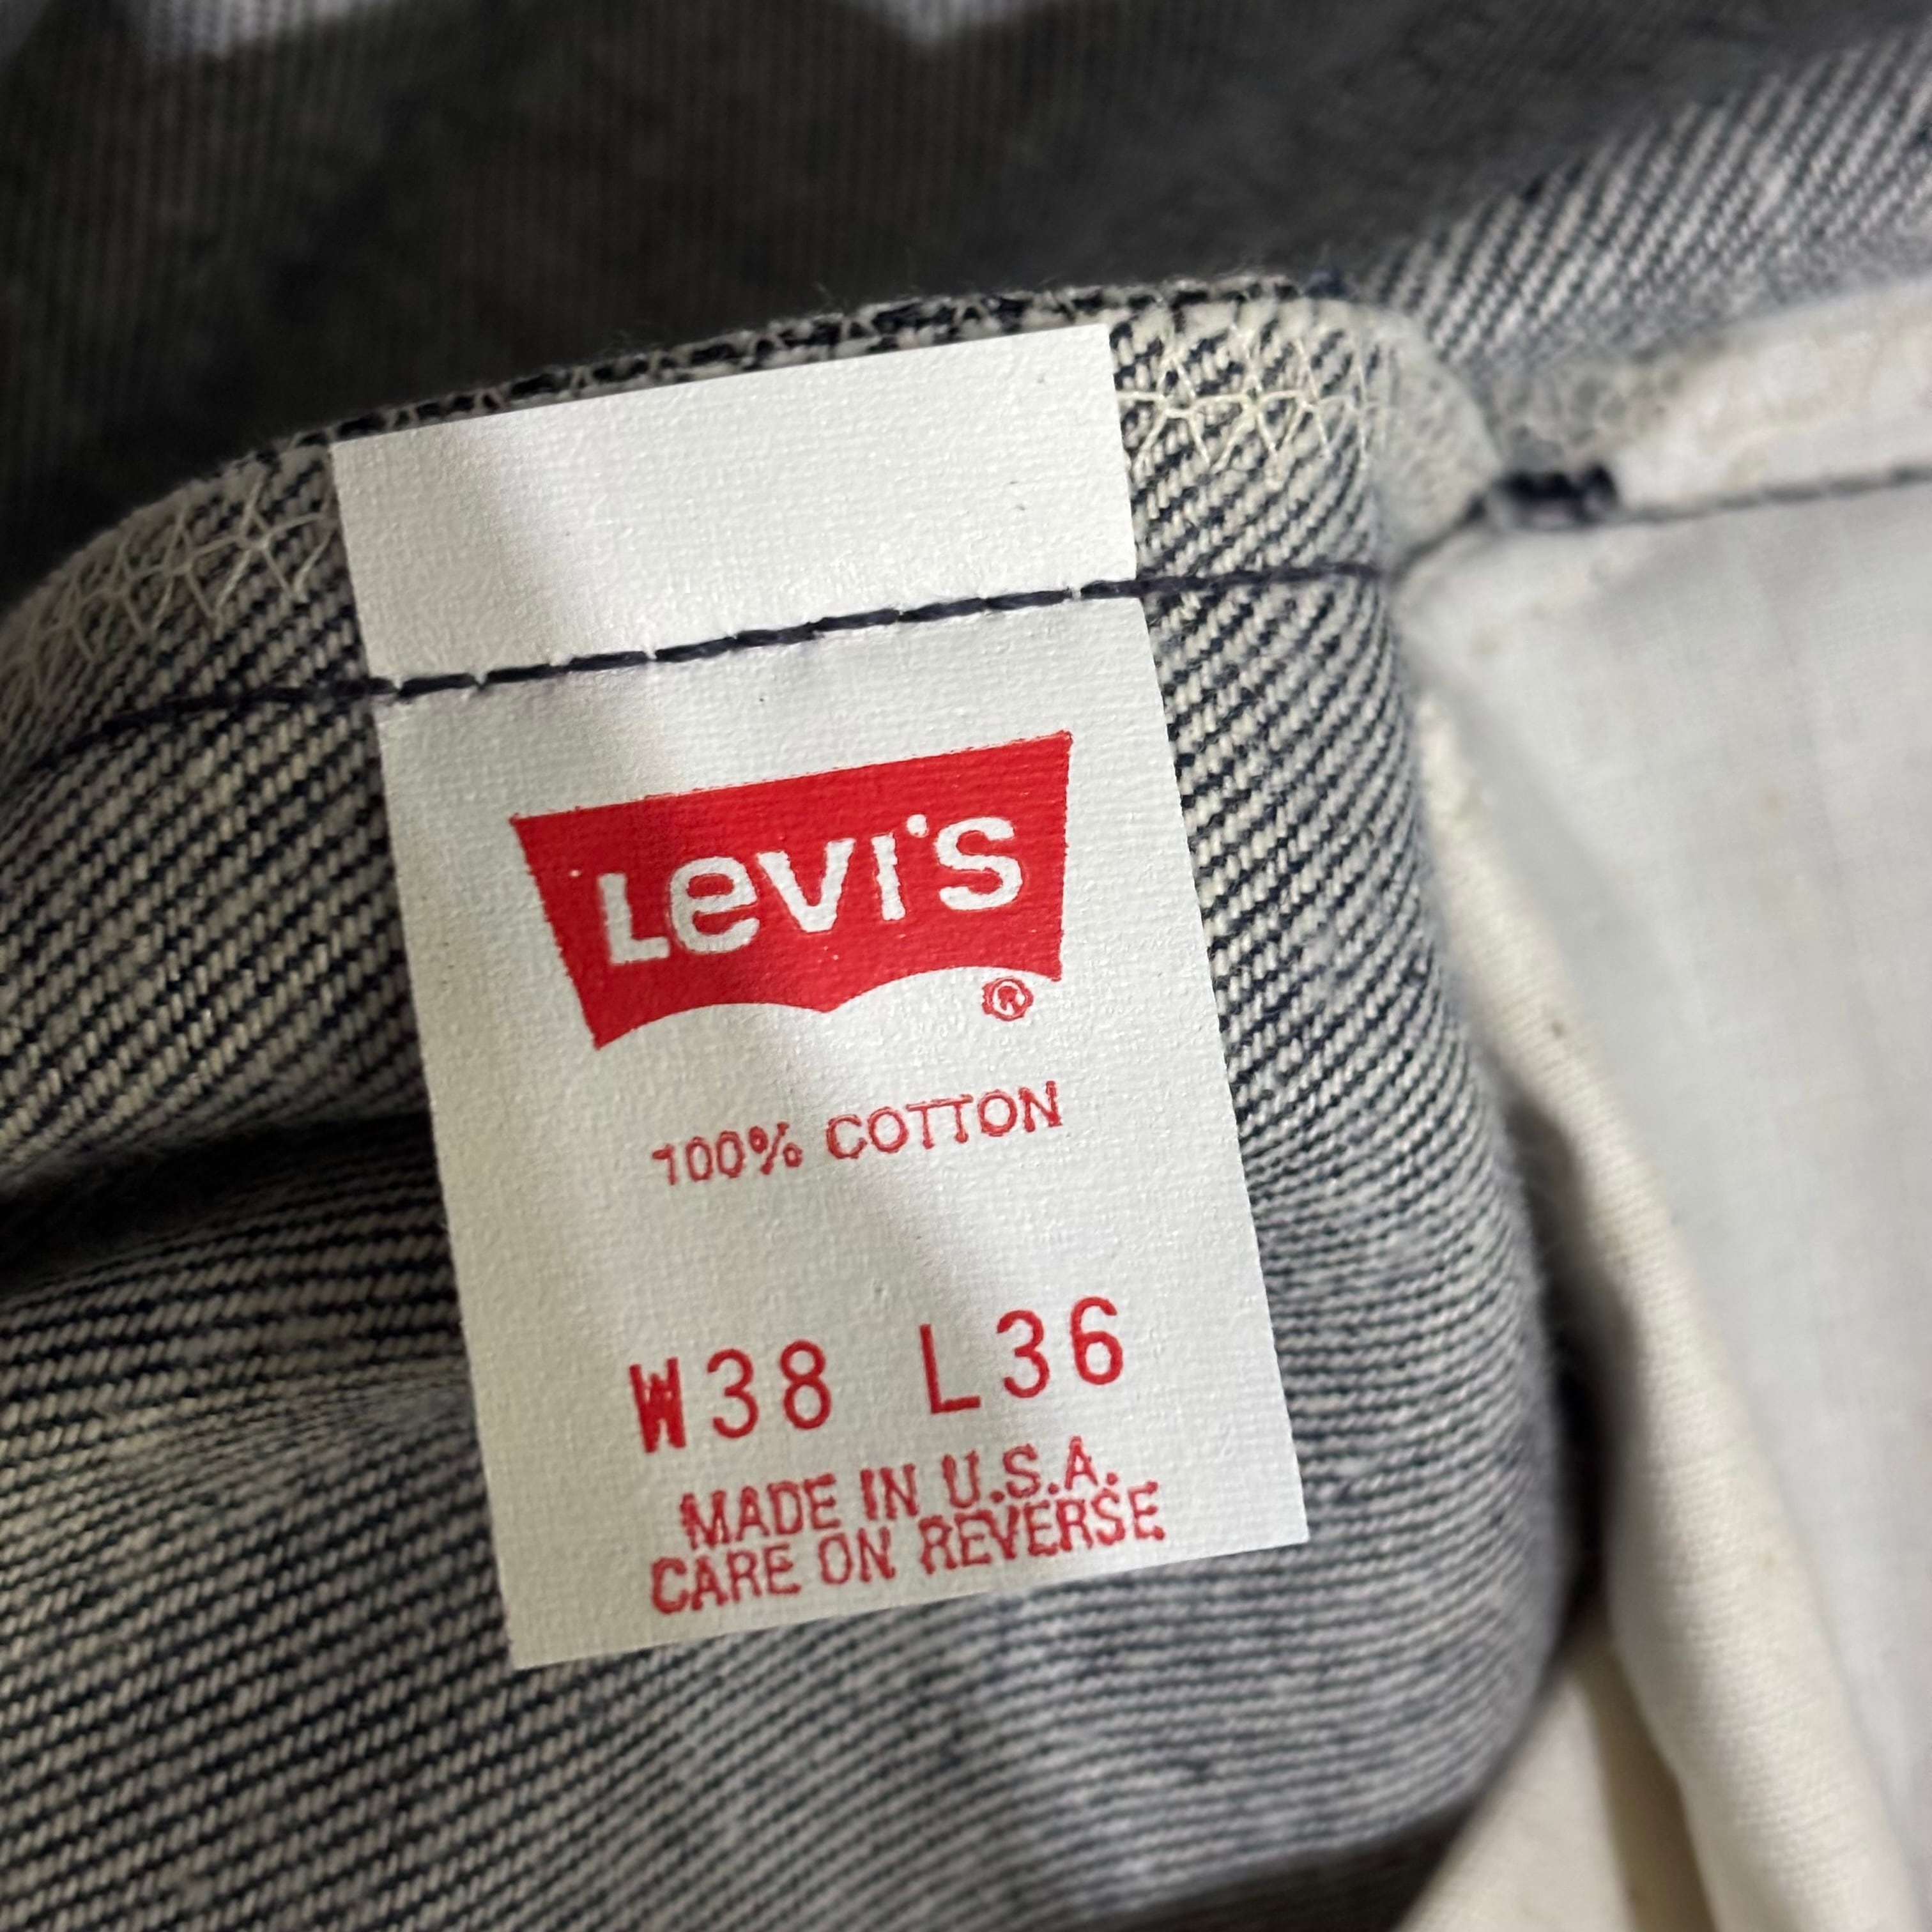 Levi's
®
100% COTTON
W38 L36
MADE IN U.S.A.
CARE ON REVERSE